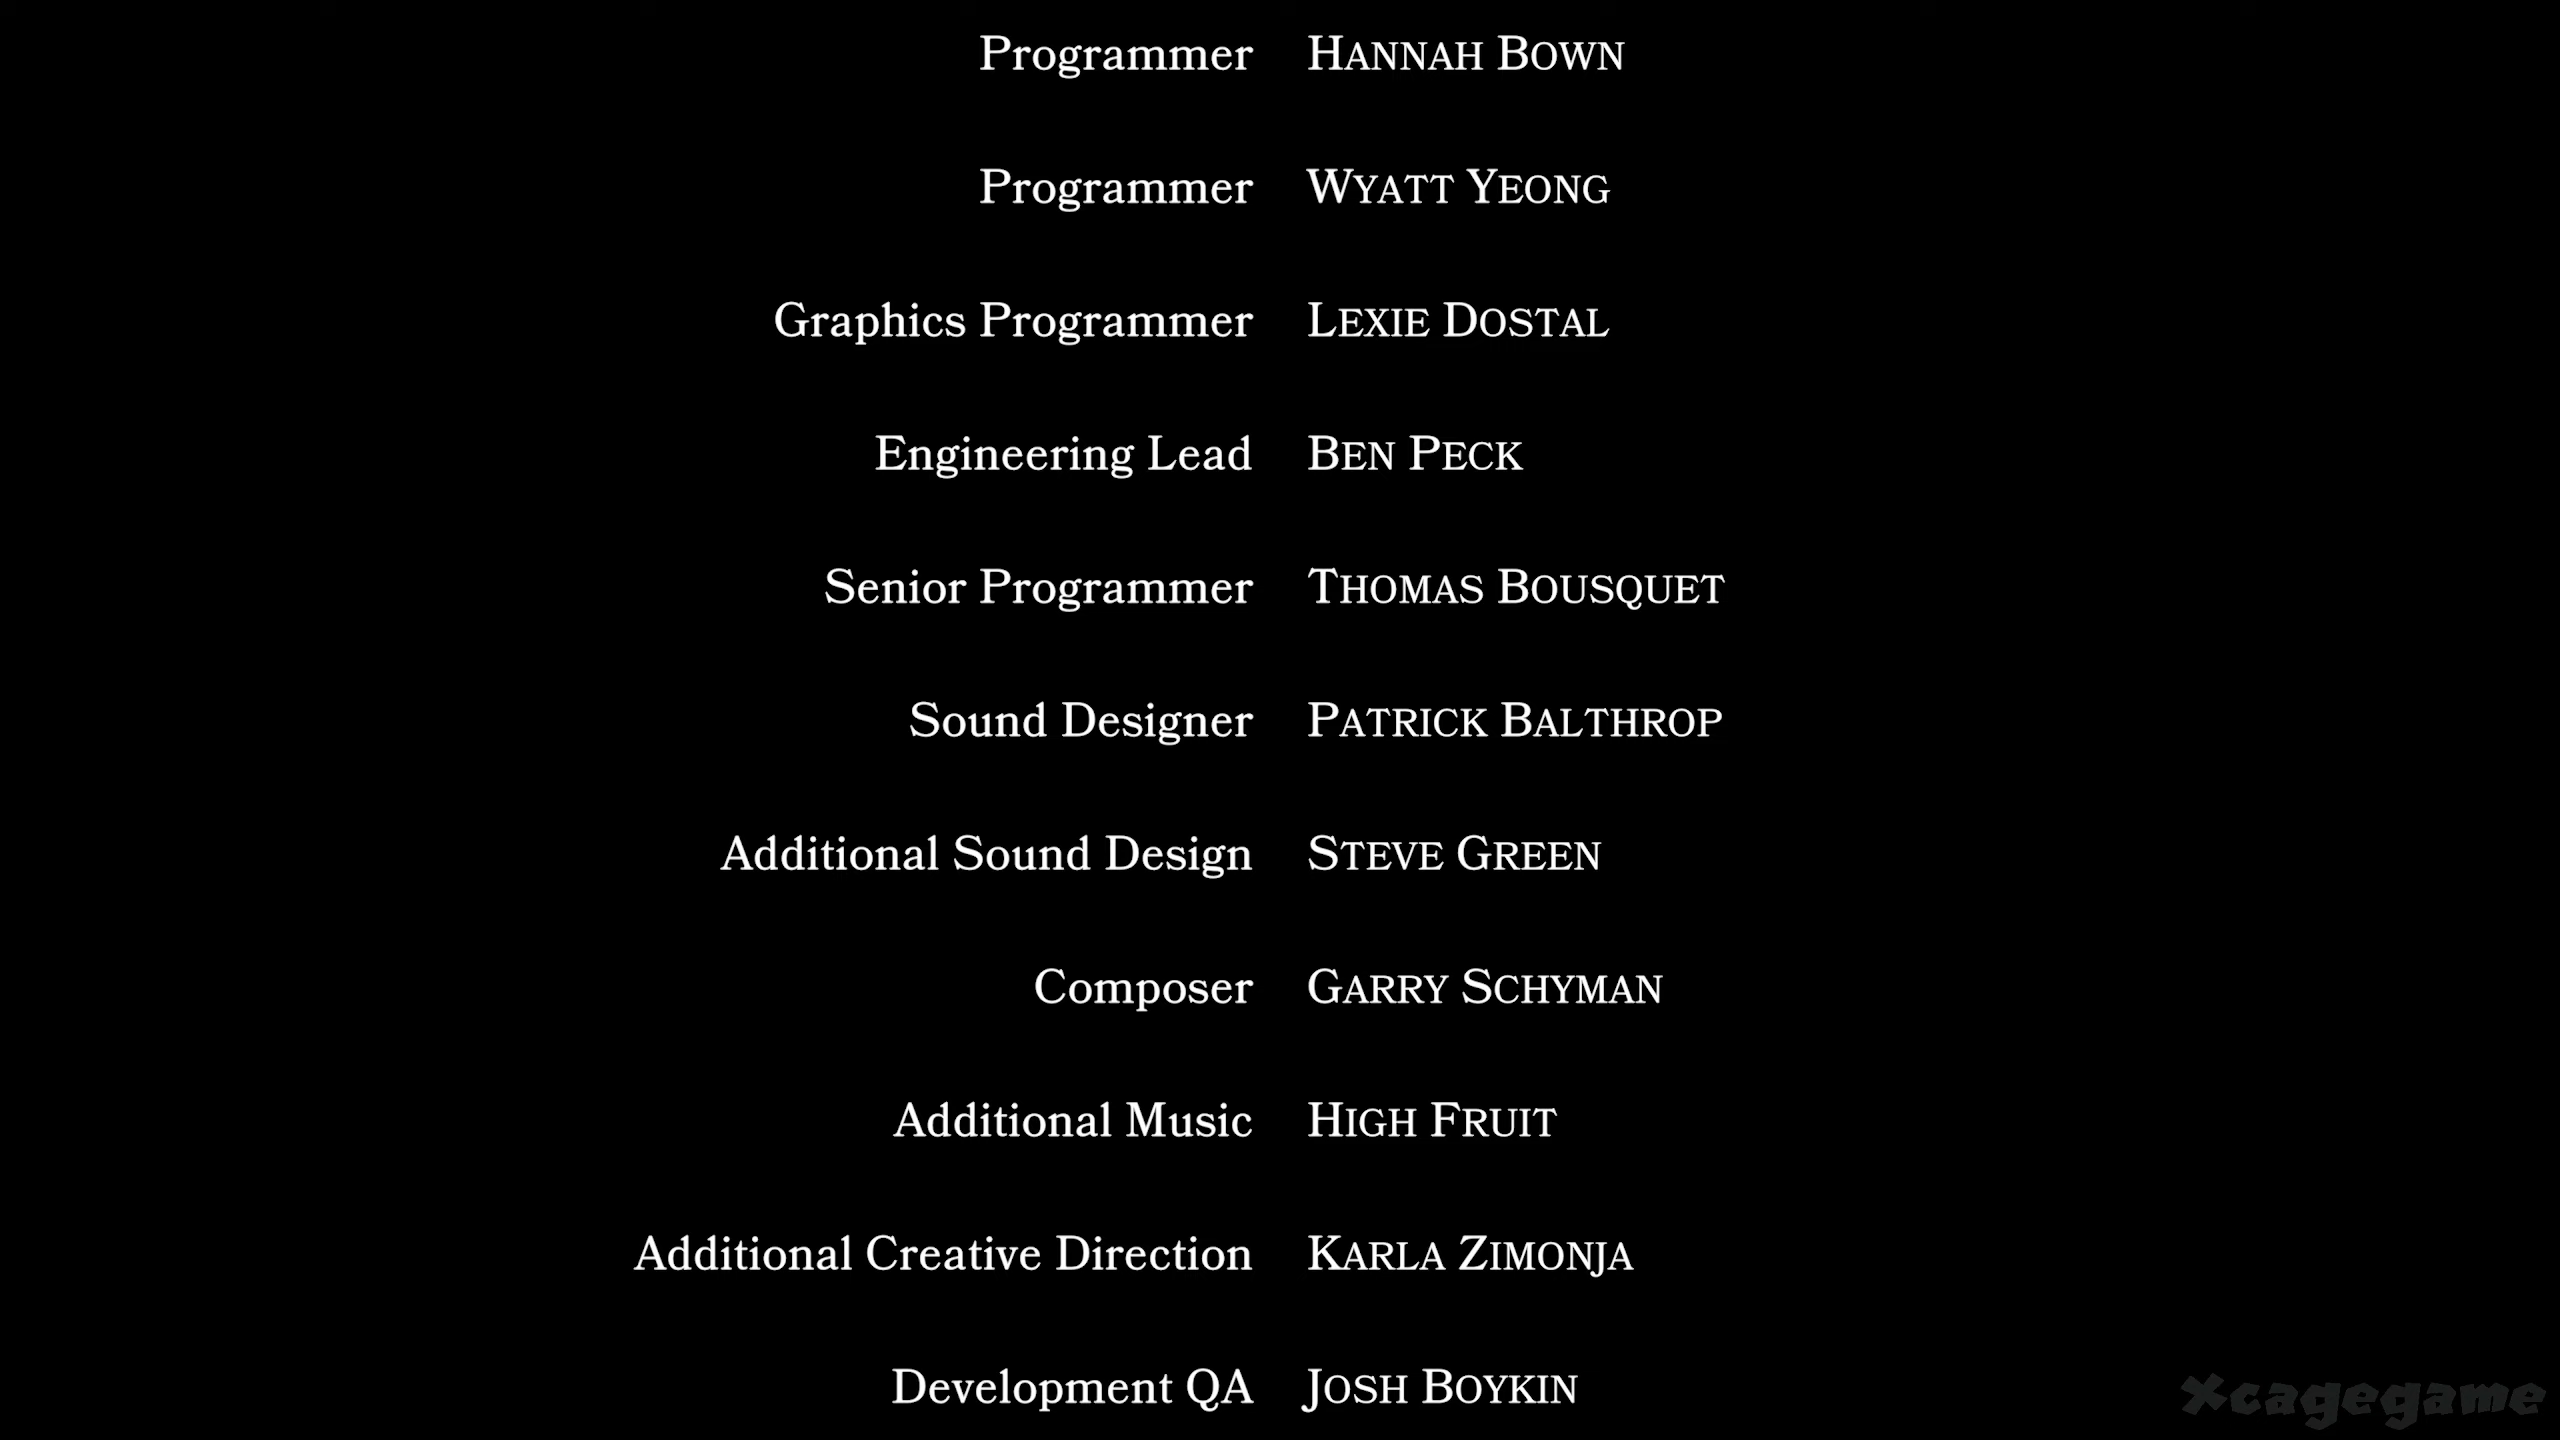 Programmer HANNAH BOWN
Programmer WYATT YEONG
Graphics Programmer LEXIE DOSTAL
Engineering Lead BEN PECK
Senior Programmer THOMAS BOUSQUET
Sound Designer PATRICK BALTHROP
Additional Sound Design STEVE GREEN
Composer GARRY SCHYMAN
Additional Music HIGH FRUIT
Additional Creative Direction KARLA ZIMONJA
Development QA JOSH BOYKIN
Xcagegame